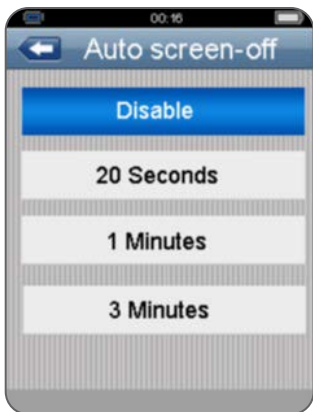 00:16
Auto screen-off
Disable
20 Seconds
1 Minutes
3 Minutes